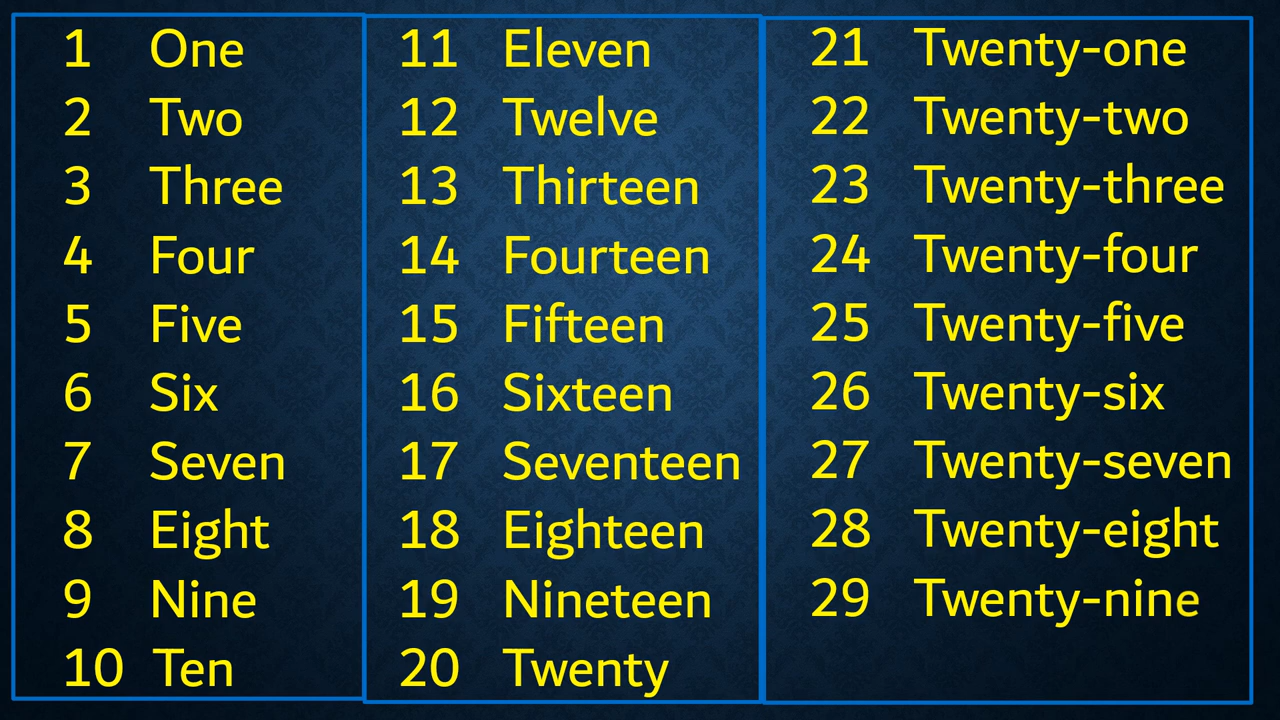 1 One
2 Two
3 Three
4 Four
5 Five
6 Six
7 Seven
8 Eight
9 Nine
10 Ten
11 Eleven
12 Twelve
13 Thirteen
14 Fourteen
15 Fifteen
16 Sixteen
17 Seventeen
18 Eighteen
19 Nineteen
20 Twenty
21 Twenty-one
22 Twenty-two
23 Twenty-three
24 Twenty-four
25 Twenty-five
26 Twenty-six
27 Twenty-seven
28 Twenty-eight
29 Twenty-nine